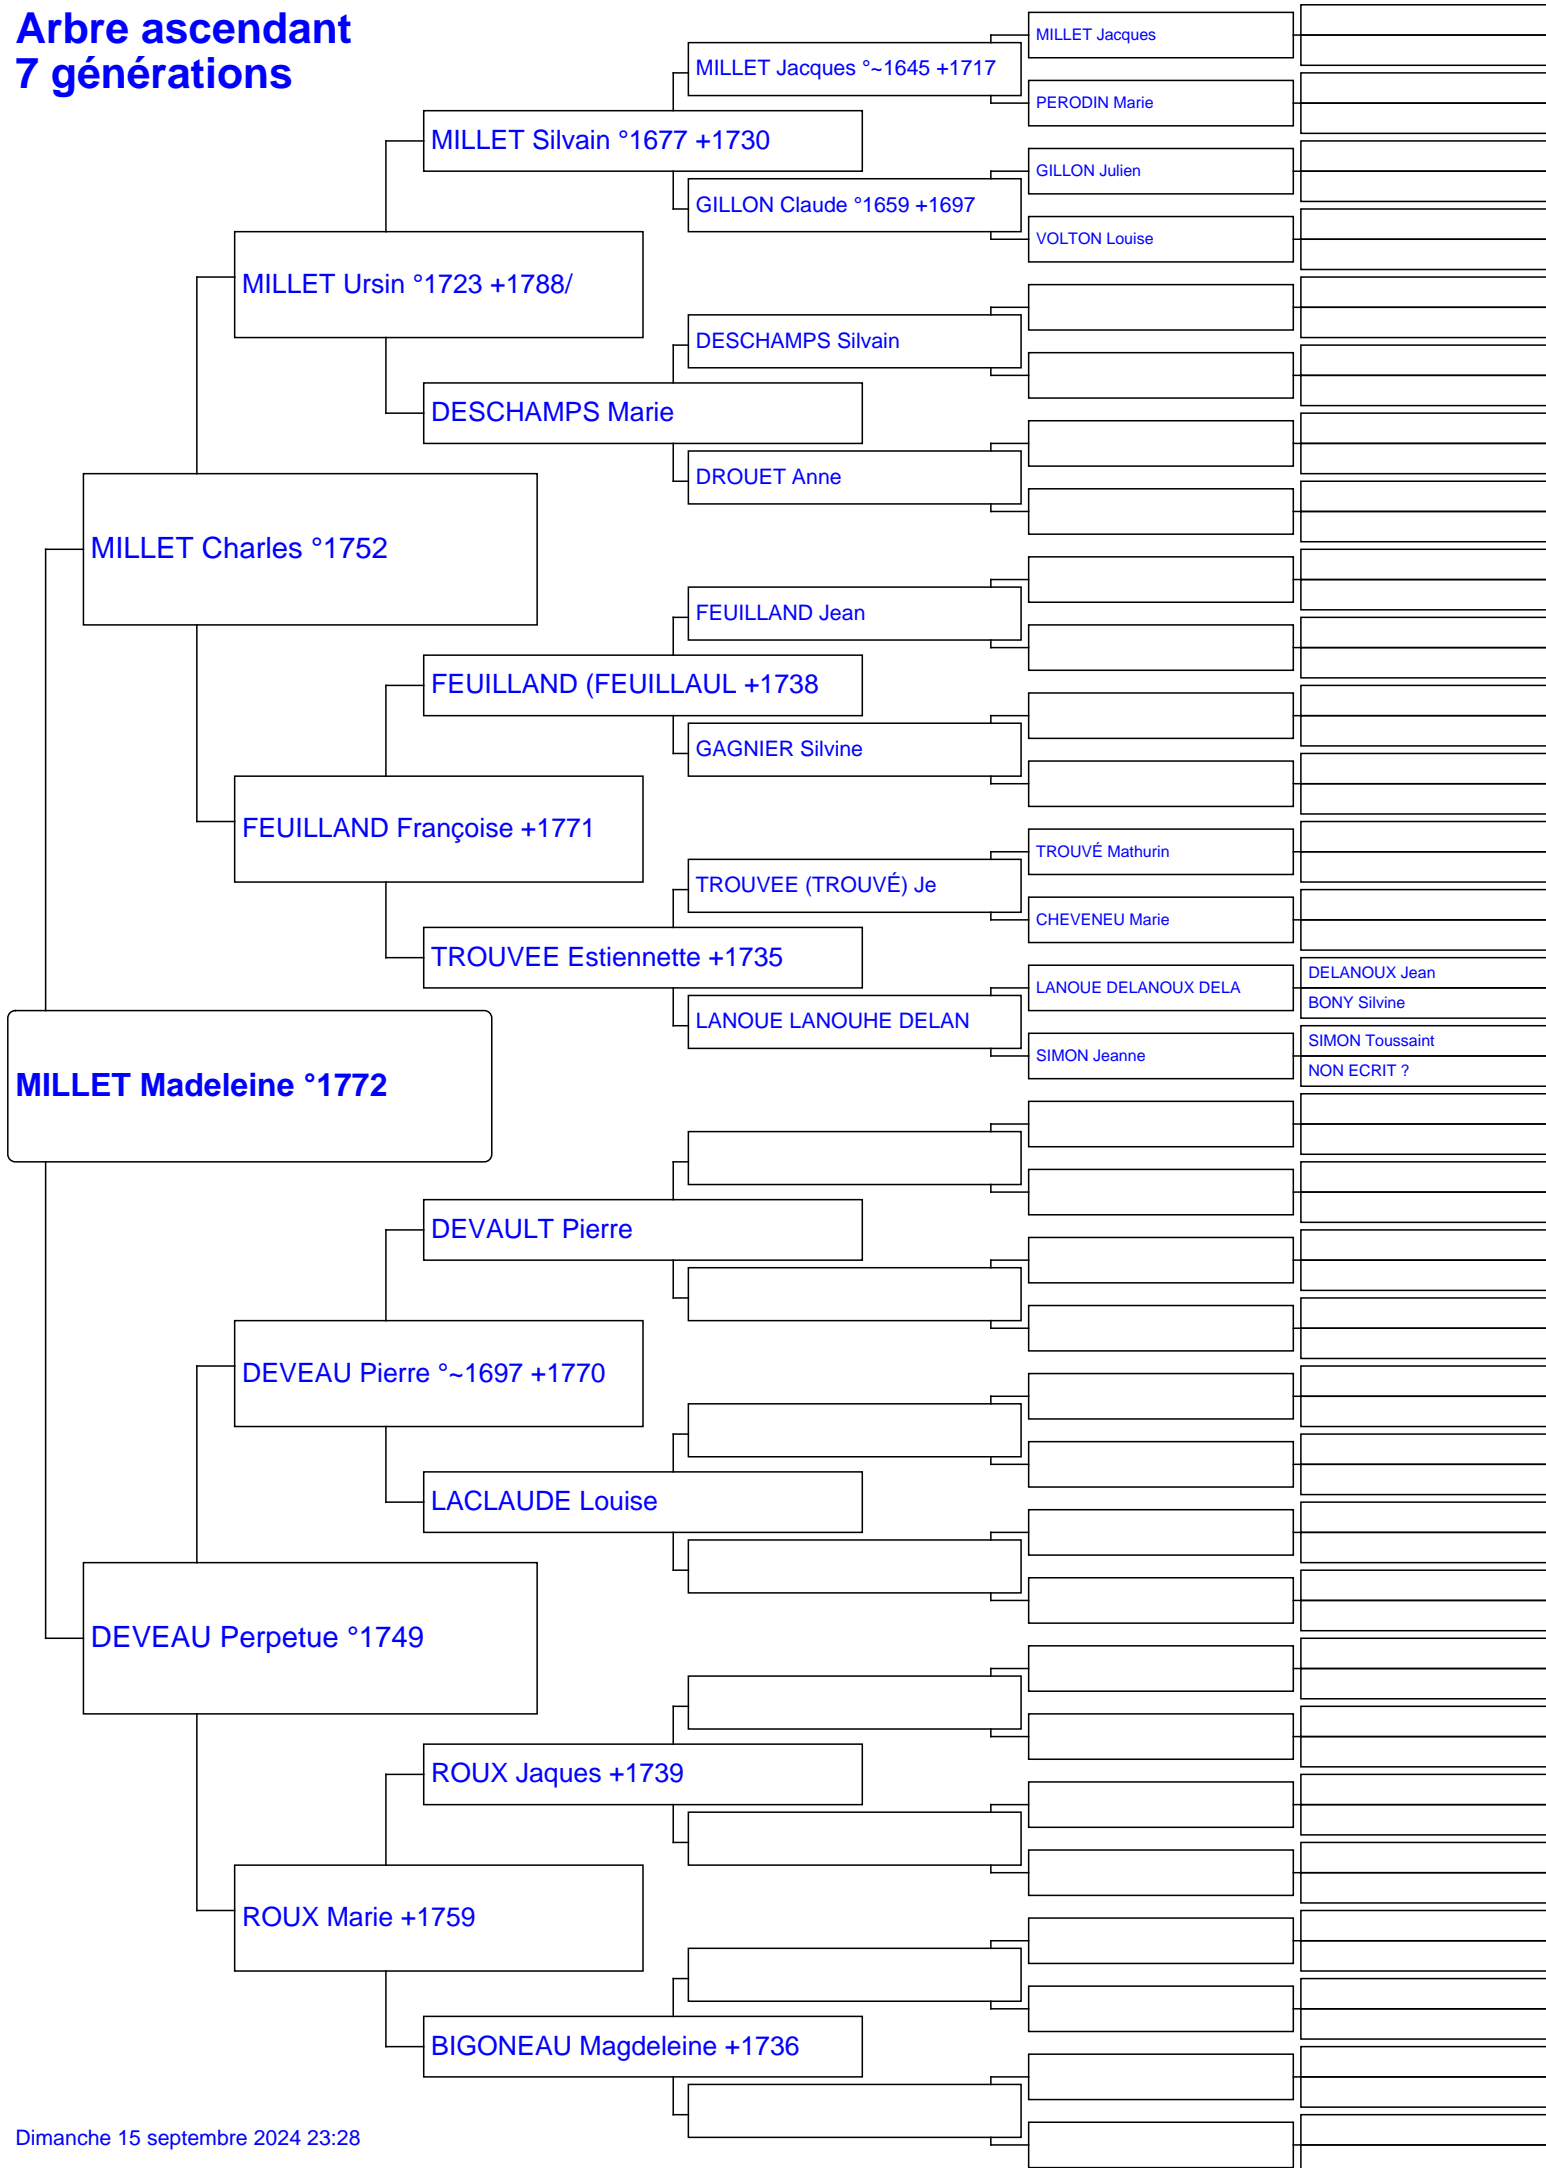 Arbre ascendant
7 générations
MILLET Madeleine °1772
MILLET Charles °1752
DEVEAU Perpetue °1749
MILLET Ursin °1723 +1788/
FEUILLAND Françoise +1771
DEVEAU Pierre °~1697 +1770
ROUX Marie +1759
MILLET Silvain °1677 +1730
DESCHAMPS Marie
FEUILLAND (FEUILLAUL +1738
TROUVEE Estiennette +1735
DEVAULT Pierre
LACLAUDE Louise
ROUX Jaques +1739
BIGONEAU Magdeleine +1736
MILLET Jacques °~1645 +1717
GILLON Claude °1659 +1697
DESCHAMPS Silvain
DROUET Anne
FEUILLAND Jean
GAGNIER Silvine
TROUVEE (TROUVÉ) Je
LANOUE LANOUHE DELAN
MILLET Jacques
PERODIN Marie
GILLON Julien
VOLTON Louise
TROUVÉ Mathurin
CHEVENEU Marie
LANOUE DELANOUX DELA
SIMON Jeanne
DELANOUX Jean
BONY Silvine
SIMON Toussaint
NON ECRIT ?
Dimanche 15 septembre 2024 23:28